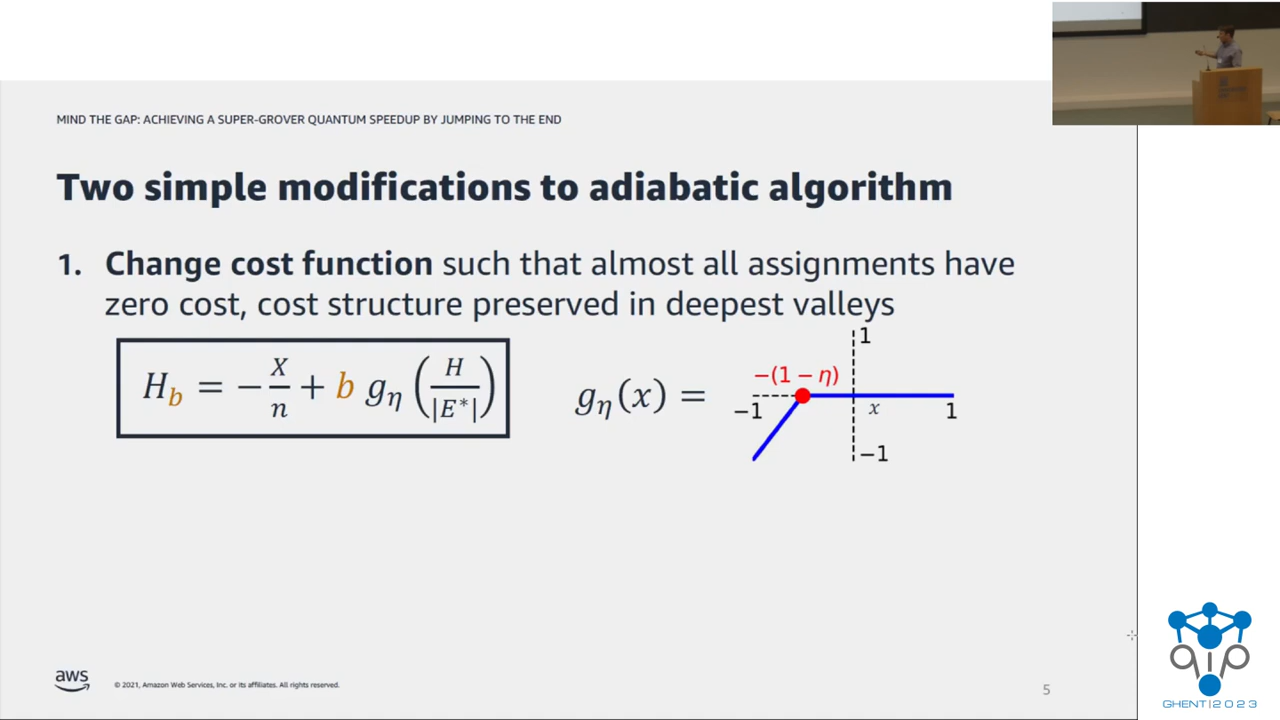 MIND THE GAP: ACHIEVING A SUPER-GROVER QUANTUM SPEEDUP BY JUMPING TO THE END
Two simple modifications to adiabatic algorithm
1. Change cost function such that almost all assignments have
zero cost, cost structure preserved in deepest valleys
H_b = −X/n + b g_η (H/|E*|)
g_η(x) =
1
−(1 − η)
−1
x
1
−1
aws
© 2021, Amazon Web Services, Inc. or its affiliates. All rights reserved.
5
qip
GHENT|2023